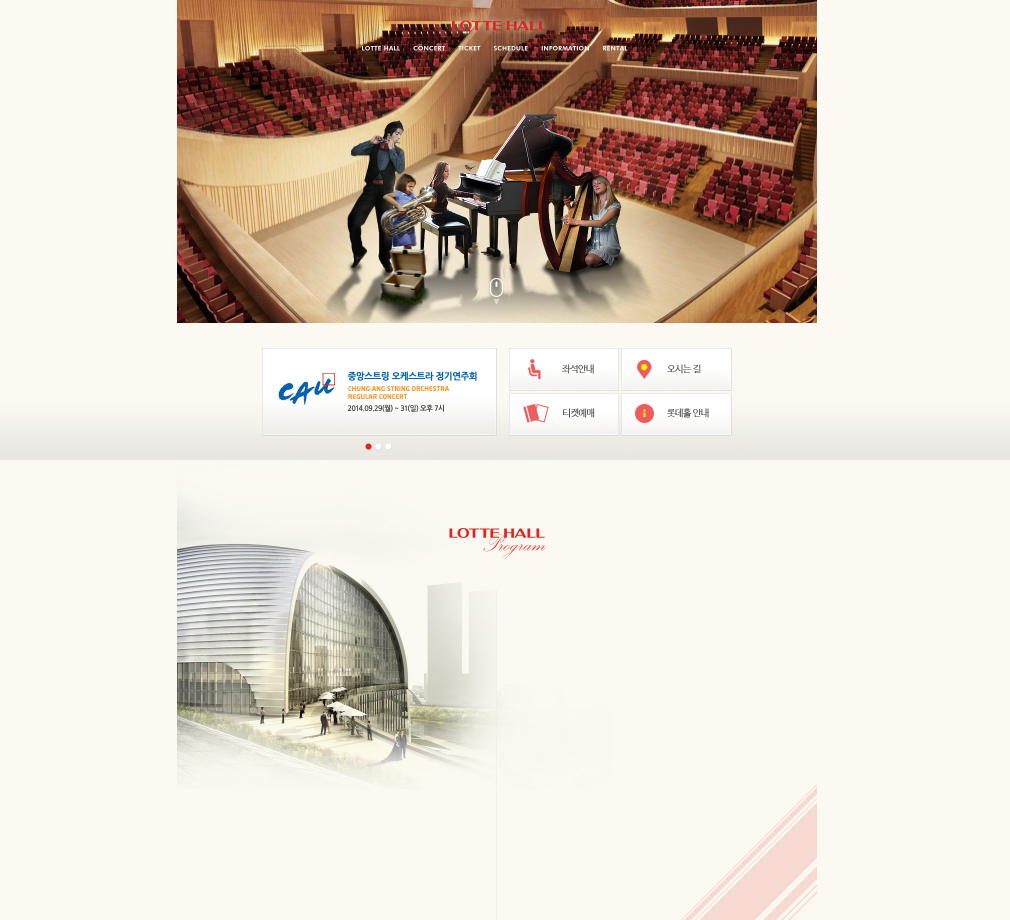 LOTTE HALL
LOTTE HALL CONCERT TICKET SCHEDULE INFORMATION RENTAL
CAU
중앙스트링 오케스트라 정기연주회
CHUNG-ANG STRING ORCHESTRA
REGULAR CONCERT
2014.09.29(월) ~ 31(일) 오후 7시
좌석안내
오시는 길
티켓예매
롯데홀 안내
LOTTE HALL
Program